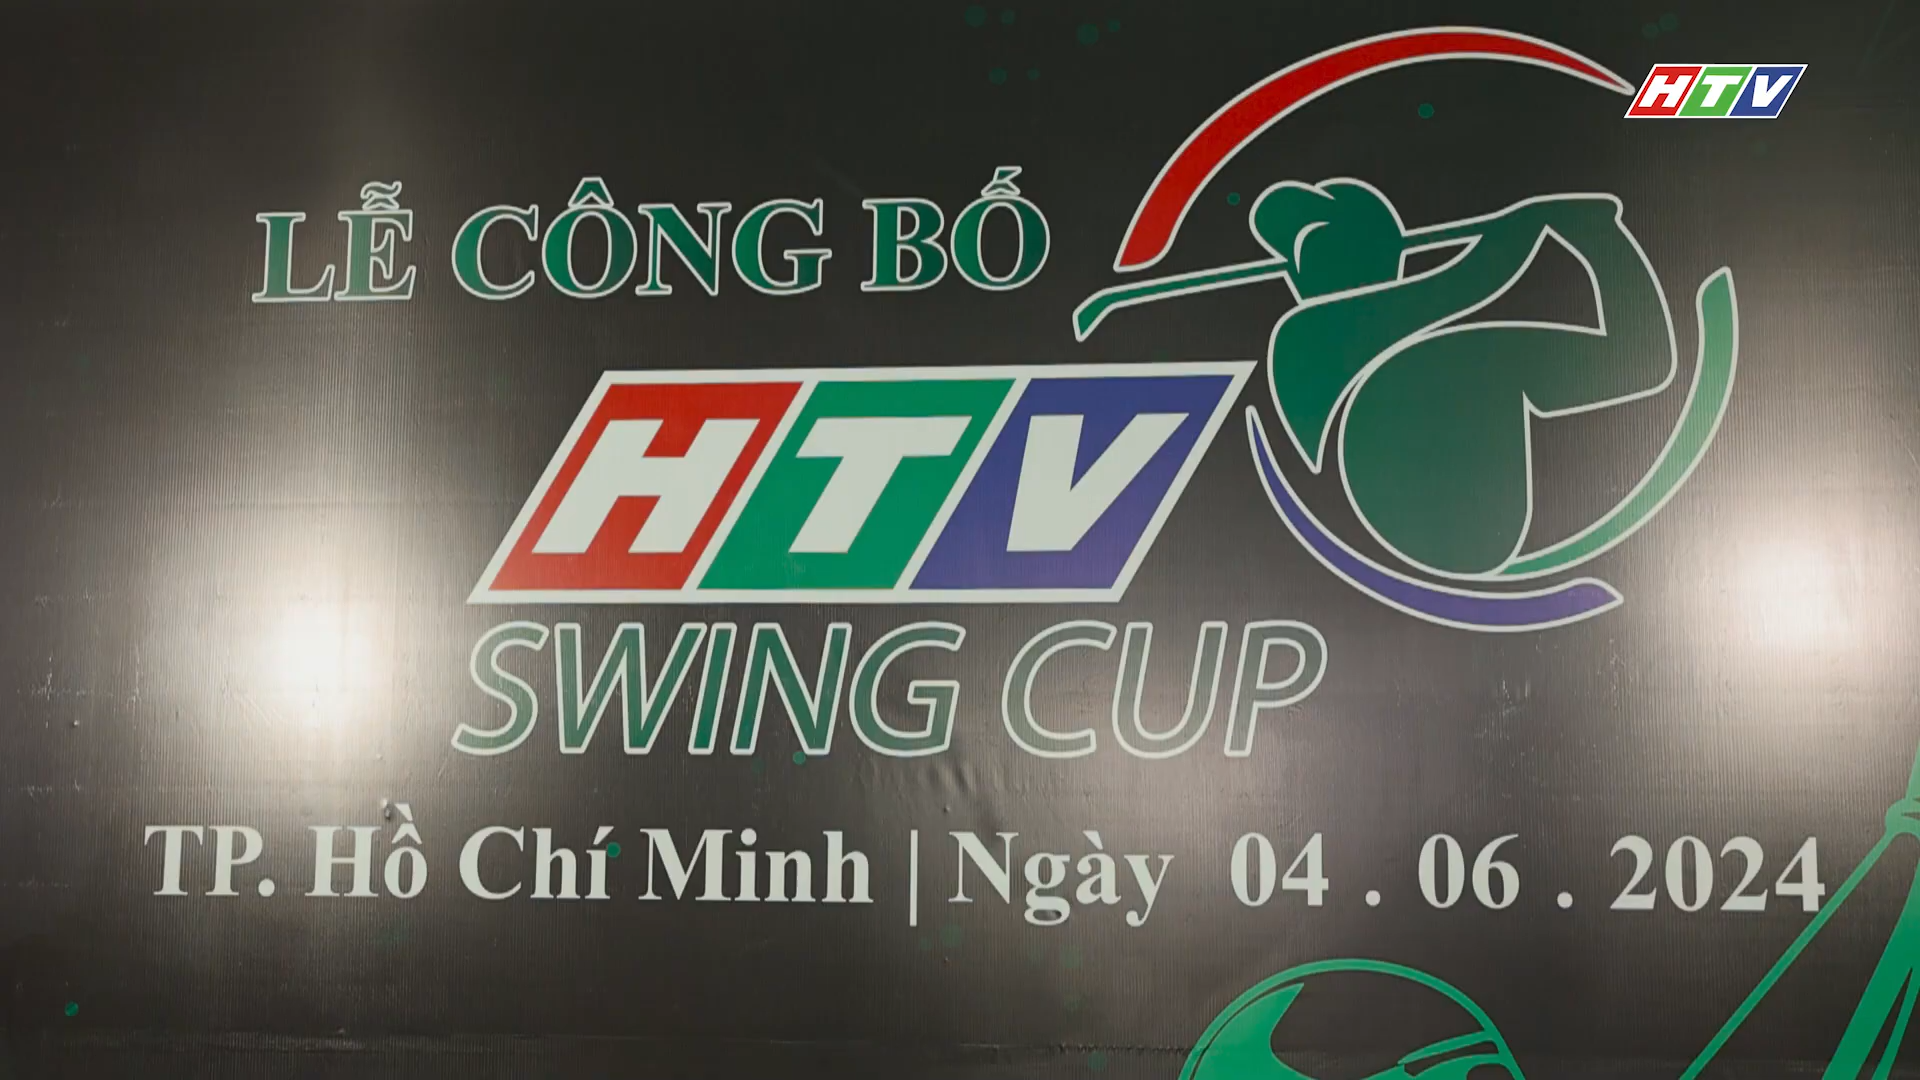 HTV
LỄ CÔNG BỐ
HTV
SWING CUP
TP. Hồ Chí Minh | Ngày 04 . 06 . 2024